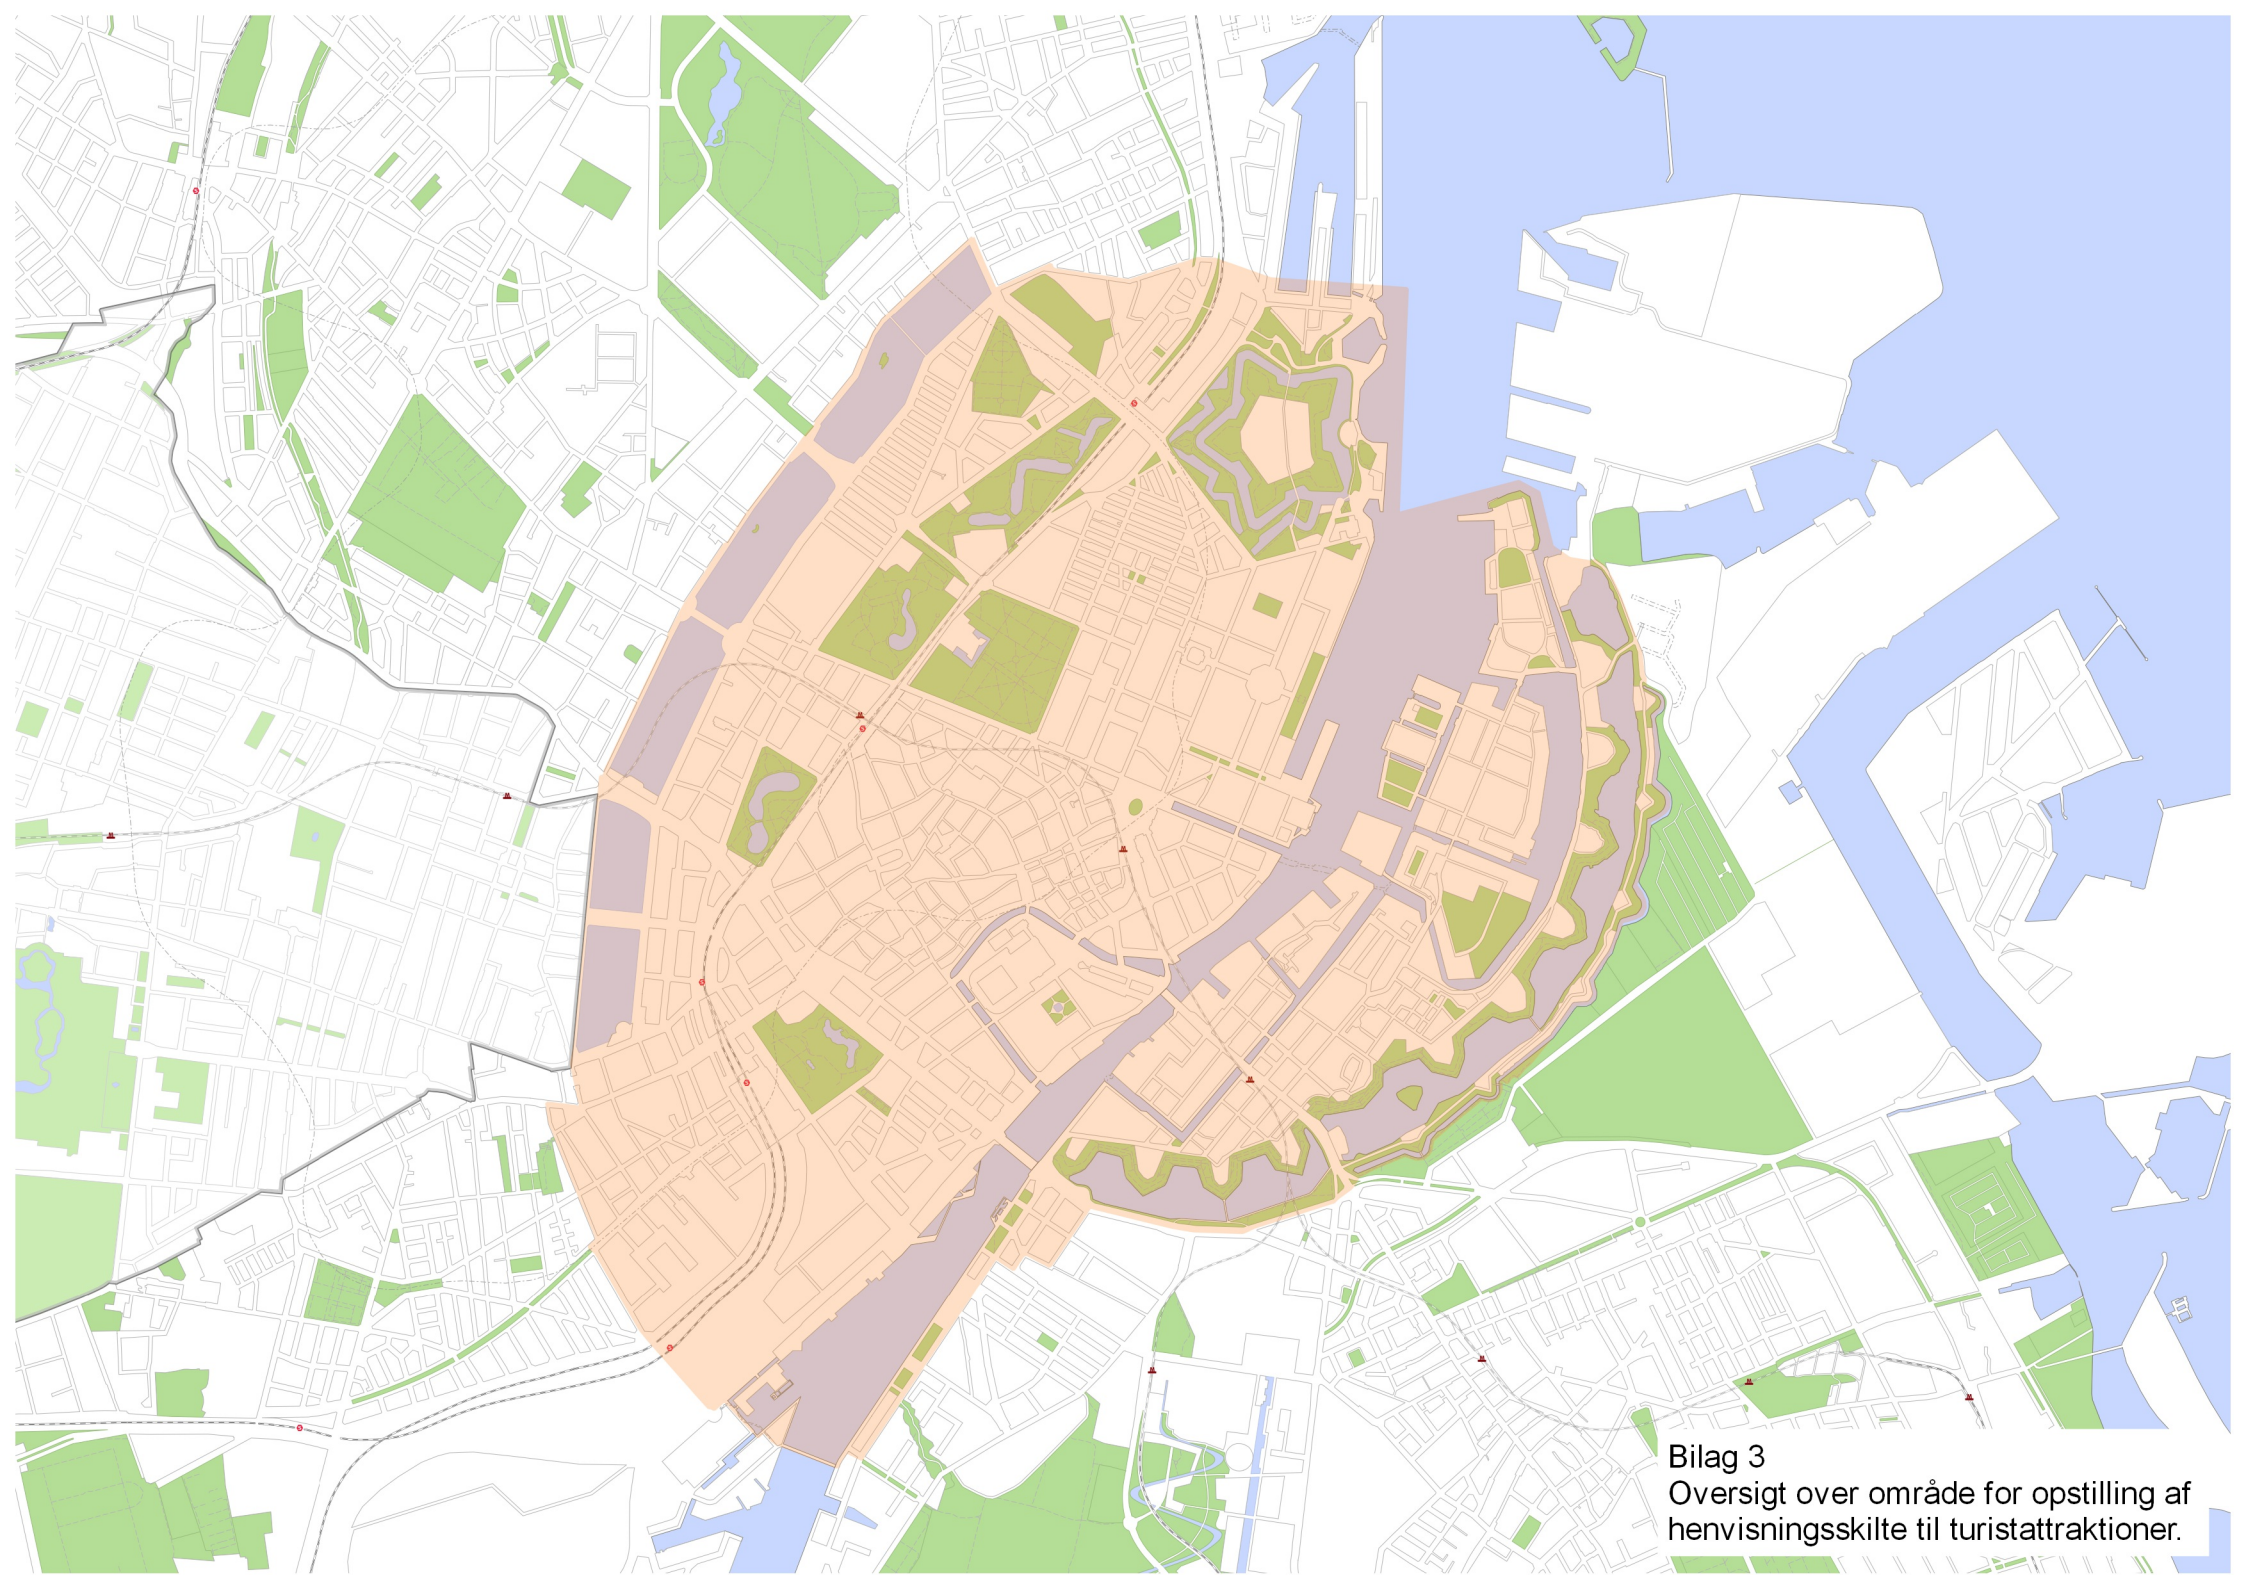 Bilag 3
Oversigt over område for opstilling af
henvisningsskilte til turistattraktioner.